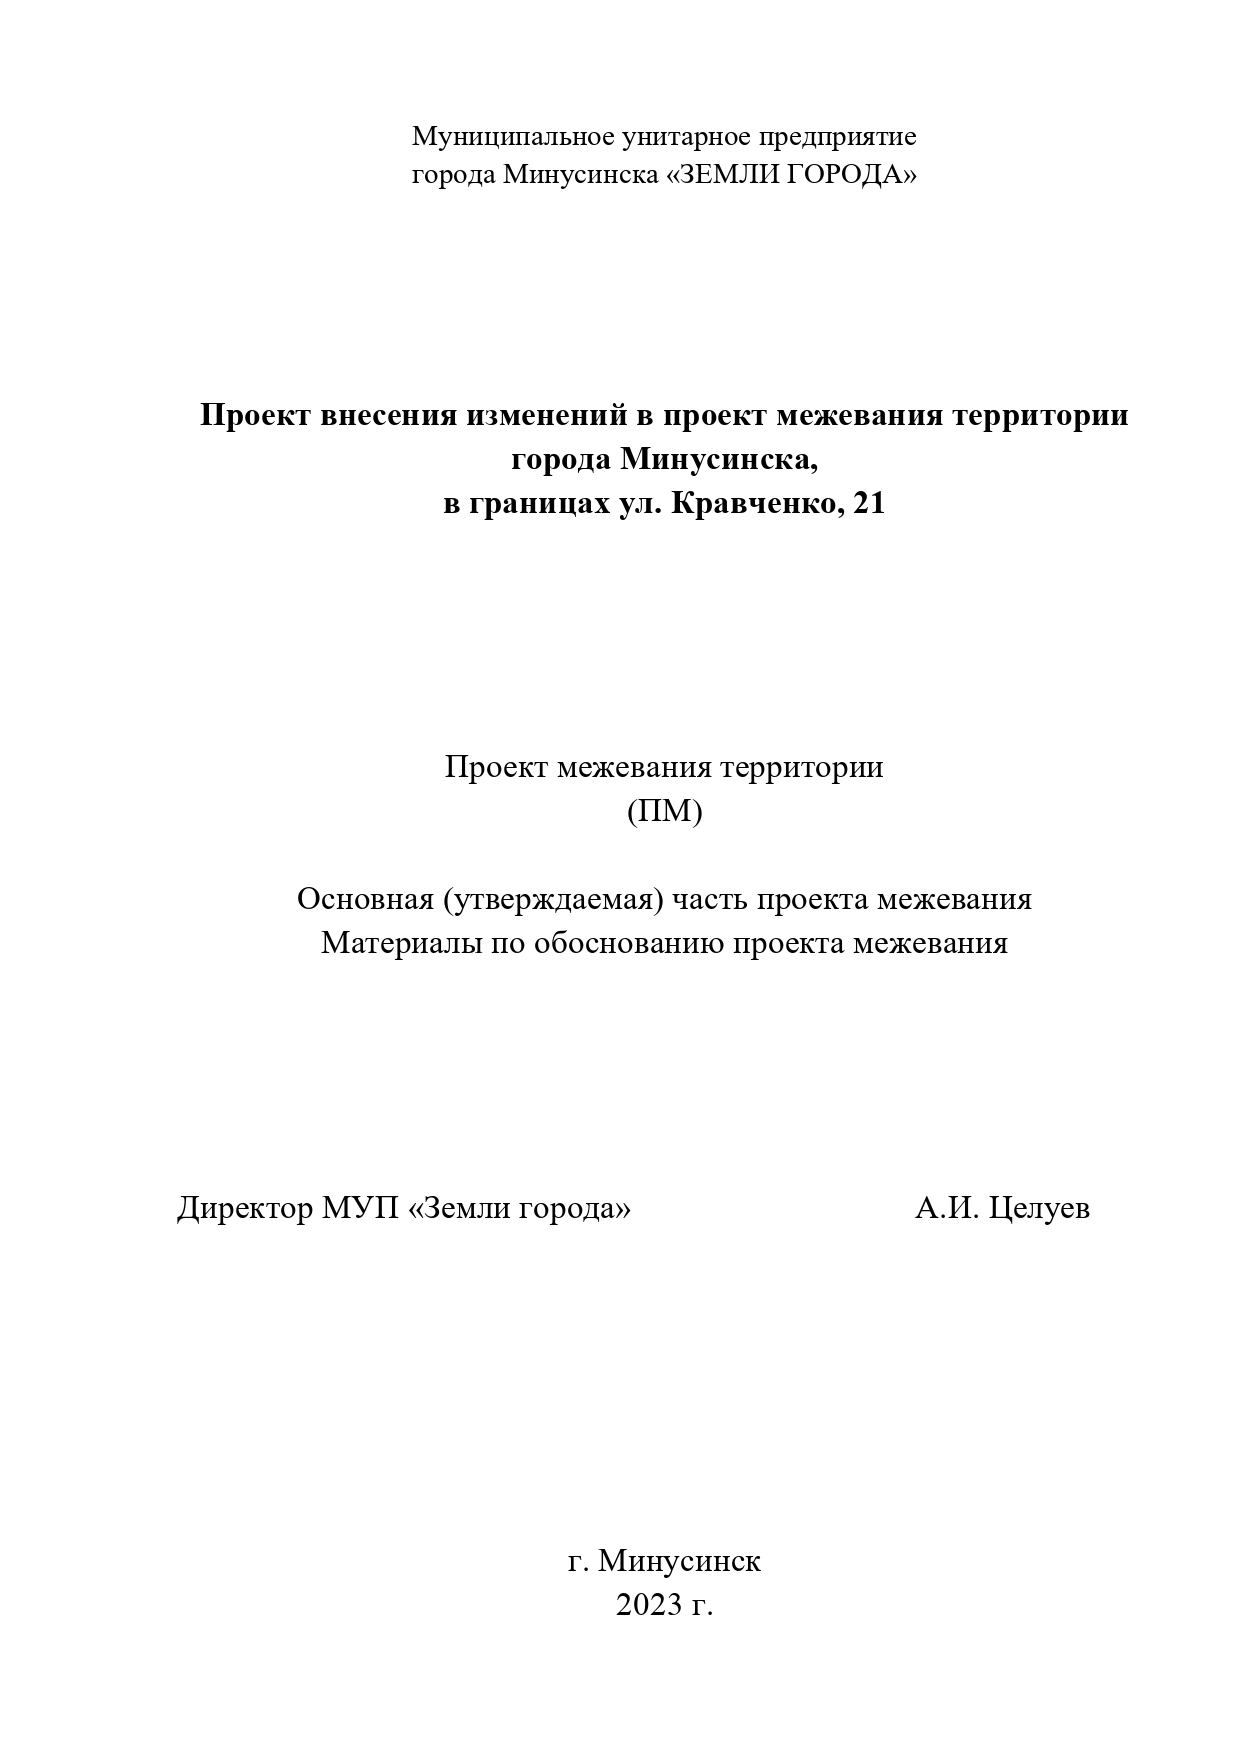 Муниципальное унитарное предприятие
города Минусинска «ЗЕМЛИ ГОРОДА»
Проект внесения изменений в проект межевания территории
города Минусинска,
в границах ул. Кравченко, 21
Проект межевания территории
(ПМ)
Основная (утверждаемая) часть проекта межевания
Материалы по обоснованию проекта межевания
Директор МУП «Земли города» А.И. Целуев
г. Минусинск
2023 г.